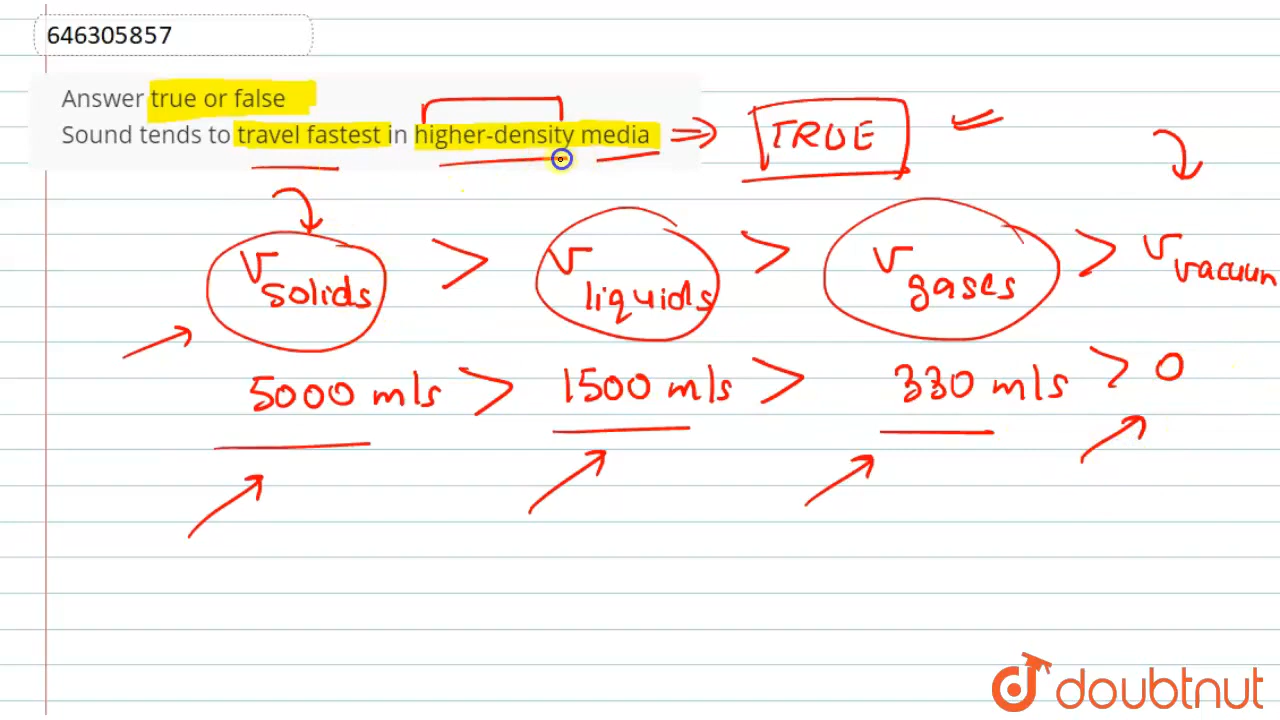 646305857
Answer true or false
Sound tends to travel fastest in higher-density media ⇒ TRUE
V solids > V liquids > V gases > V vacuum
5000 m/s > 1500 m/s > 330 m/s > 0
doubtnut